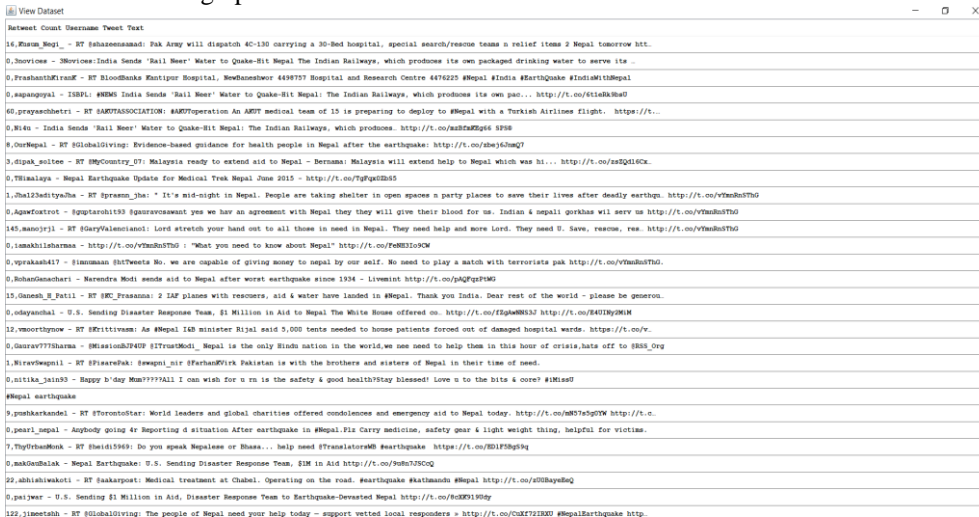 View Dataset
Retweet Count Username Tweet Text
16,Kusum_Negi_ - RT @shazeensamad: Pak Army will dispatch 4C-130 carrying a 30-Bed hospital, special search/rescue teams n relief items 2 Nepal tomorrow htt…
0,3novices - 3Novices:India Sends 'Rail Neer' Water to Quake-Hit Nepal The Indian Railways, which produces its own packaged drinking water to serve its …
0,PrashanthKiranK - RT BloodBanks Kantipur Hospital, NewBaneshwor 4498757 Hospital and Research Centre 4476225 #Nepal #India #EarthQuake #IndiaWithNepal
0,sapangoyal - ISBPL: #NEWS India Sends 'Rail Neer' Water to Quake-Hit Nepal: The Indian Railways, which produces its own pac... http://t.co/6t1eRk9bsU
60,prayaschhetri - RT @AKUTASSOCIATION: #AKUToperation An AKUT medical team of 15 is preparing to deploy to #Nepal with a Turkish Airlines flight. https://t…
0,Ni4u - India Sends 'Rail Neer' Water to Quake-Hit Nepal: The Indian Railways, which produces… SPSB
8,OurNepal - RT @GlobalGiving: Evidence-based guidance for health people in Nepal after the earthquake: http://t.co/zbej6JnmQ7
3,dipak_soltee - RT @MyCountry_07: Malaysia ready to extend aid to Nepal - Bernama: Malaysia will extend help to Nepal which was hi... http://t.co/zsZQd16Cx…
0,THimalaya - Nepal Earthquake Update for Medical Trek Nepal June 2015 - http://t.co/TgFqxUZbS5
1,Jha123adityaJha - RT @prasnn_jha: " It's mid-night in Nepal. People are taking shelter in open spaces n party places to save their lives after deadly earthqu… http://t.co/vYmnRnSThG
0,Agawfoxtrot - @guptarohit93 @gauravcsawant yes we hav an agreement with Nepal they they will give their blood for us. Indian & nepali gorkhas wil serv us http://t.co/vYmnRnSThG
145,manojrjl - RT @GaryValenciano1: Lord stretch your hand out to all those in need in Nepal. They need help and more Lord. They need U. Save, rescue, res… http://t.co/vYmnRnSThG
0,iamakhilsharmaa - http://t.co/vYmnRnSThG : "What you need to know about Nepal" http://t.co/FeNH3Io9CW
0,vprakash417 - @imnumaan @htTweets No. we are capable of giving money to nepal by our self. No need to play a match with terrorists pak http://t.co/vYmnRnSThG.
0,RohanGanachari - Narendra Modi sends aid to Nepal after worst earthquake since 1934 - Livemint http://t.co/pAQFqzPtWG
15,Ganesh_H_Patil - RT @KC_Prasanna: 2 IAF planes with rescuers, aid & water have landed in #Nepal. Thank you India. Dear rest of the world - please be generou…
0,odayanchal - U.S. Sending Disaster Response Team, $1 Million in Aid to Nepal The White House offered co… http://t.co/fZgAwNNS3J http://t.co/E4UINy2MiM
12,vmoorthynow - RT @Krittivasm: As #Nepal I&B minister Rijal said 5,000 tents needed to house patients forced out of damaged hospital wards. https://t.co/v…
0,Gaurav777Sharma - @MissionBJP4UP @ITrustModi_ Nepal is the only Hindu nation in the world,we nee need to help them in this hour of crisis,hats off to @RSS_Org
1,NiravSwapnil - RT @PisarePak: @swapni_nir @FarhanKVirk Pakistan is with the brothers and sisters of Nepal in their time of need.
0,nitika_jain93 - Happy b'day Mum?????All I can wish for u rn is the safety & good health?Stay blessed! Love u to the bits & core? #iMissU
#Nepal earthquake
9,pushkarkandel - RT @TorontoStar: World leaders and global charities offered condolences and emergency aid to Nepal today. http://t.co/mN57s5gUYW http://t.c…
0,pearl_nepal - Anybody going 4r Reporting d situation After earthquake in #Nepal.Plz Carry medicine, safety gear & light weight thing, helpful for victims.
7,ThyUrbanMonk - RT @heidi5969: Do you speak Nepalese or Bhasa... help need @TranslatorsWB #earthquake https://t.co/EDlF5BgS9q
0,makGauBalak - Nepal Earthquake: U.S. Sending Disaster Response Team, $1M in Aid http://t.co/9uRn7JSCcQ
22,abhishiwakoti - RT @aakarpost: Medical treatment at Chabel. Operating on the road. #earthquake #kathmandu #Nepal http://t.co/zUUBayeEeQ
0,paijwar - U.S. Sending $1 Million in Aid, Disaster Response Team to Earthquake-Devasted Nepal http://t.co/8cXK919Udy
122,jimeetshh - RT @GlobalGiving: The people of Nepal need your help today — support vetted local responders » http://t.co/CnXf72IRXU #NepalEarthquake http…